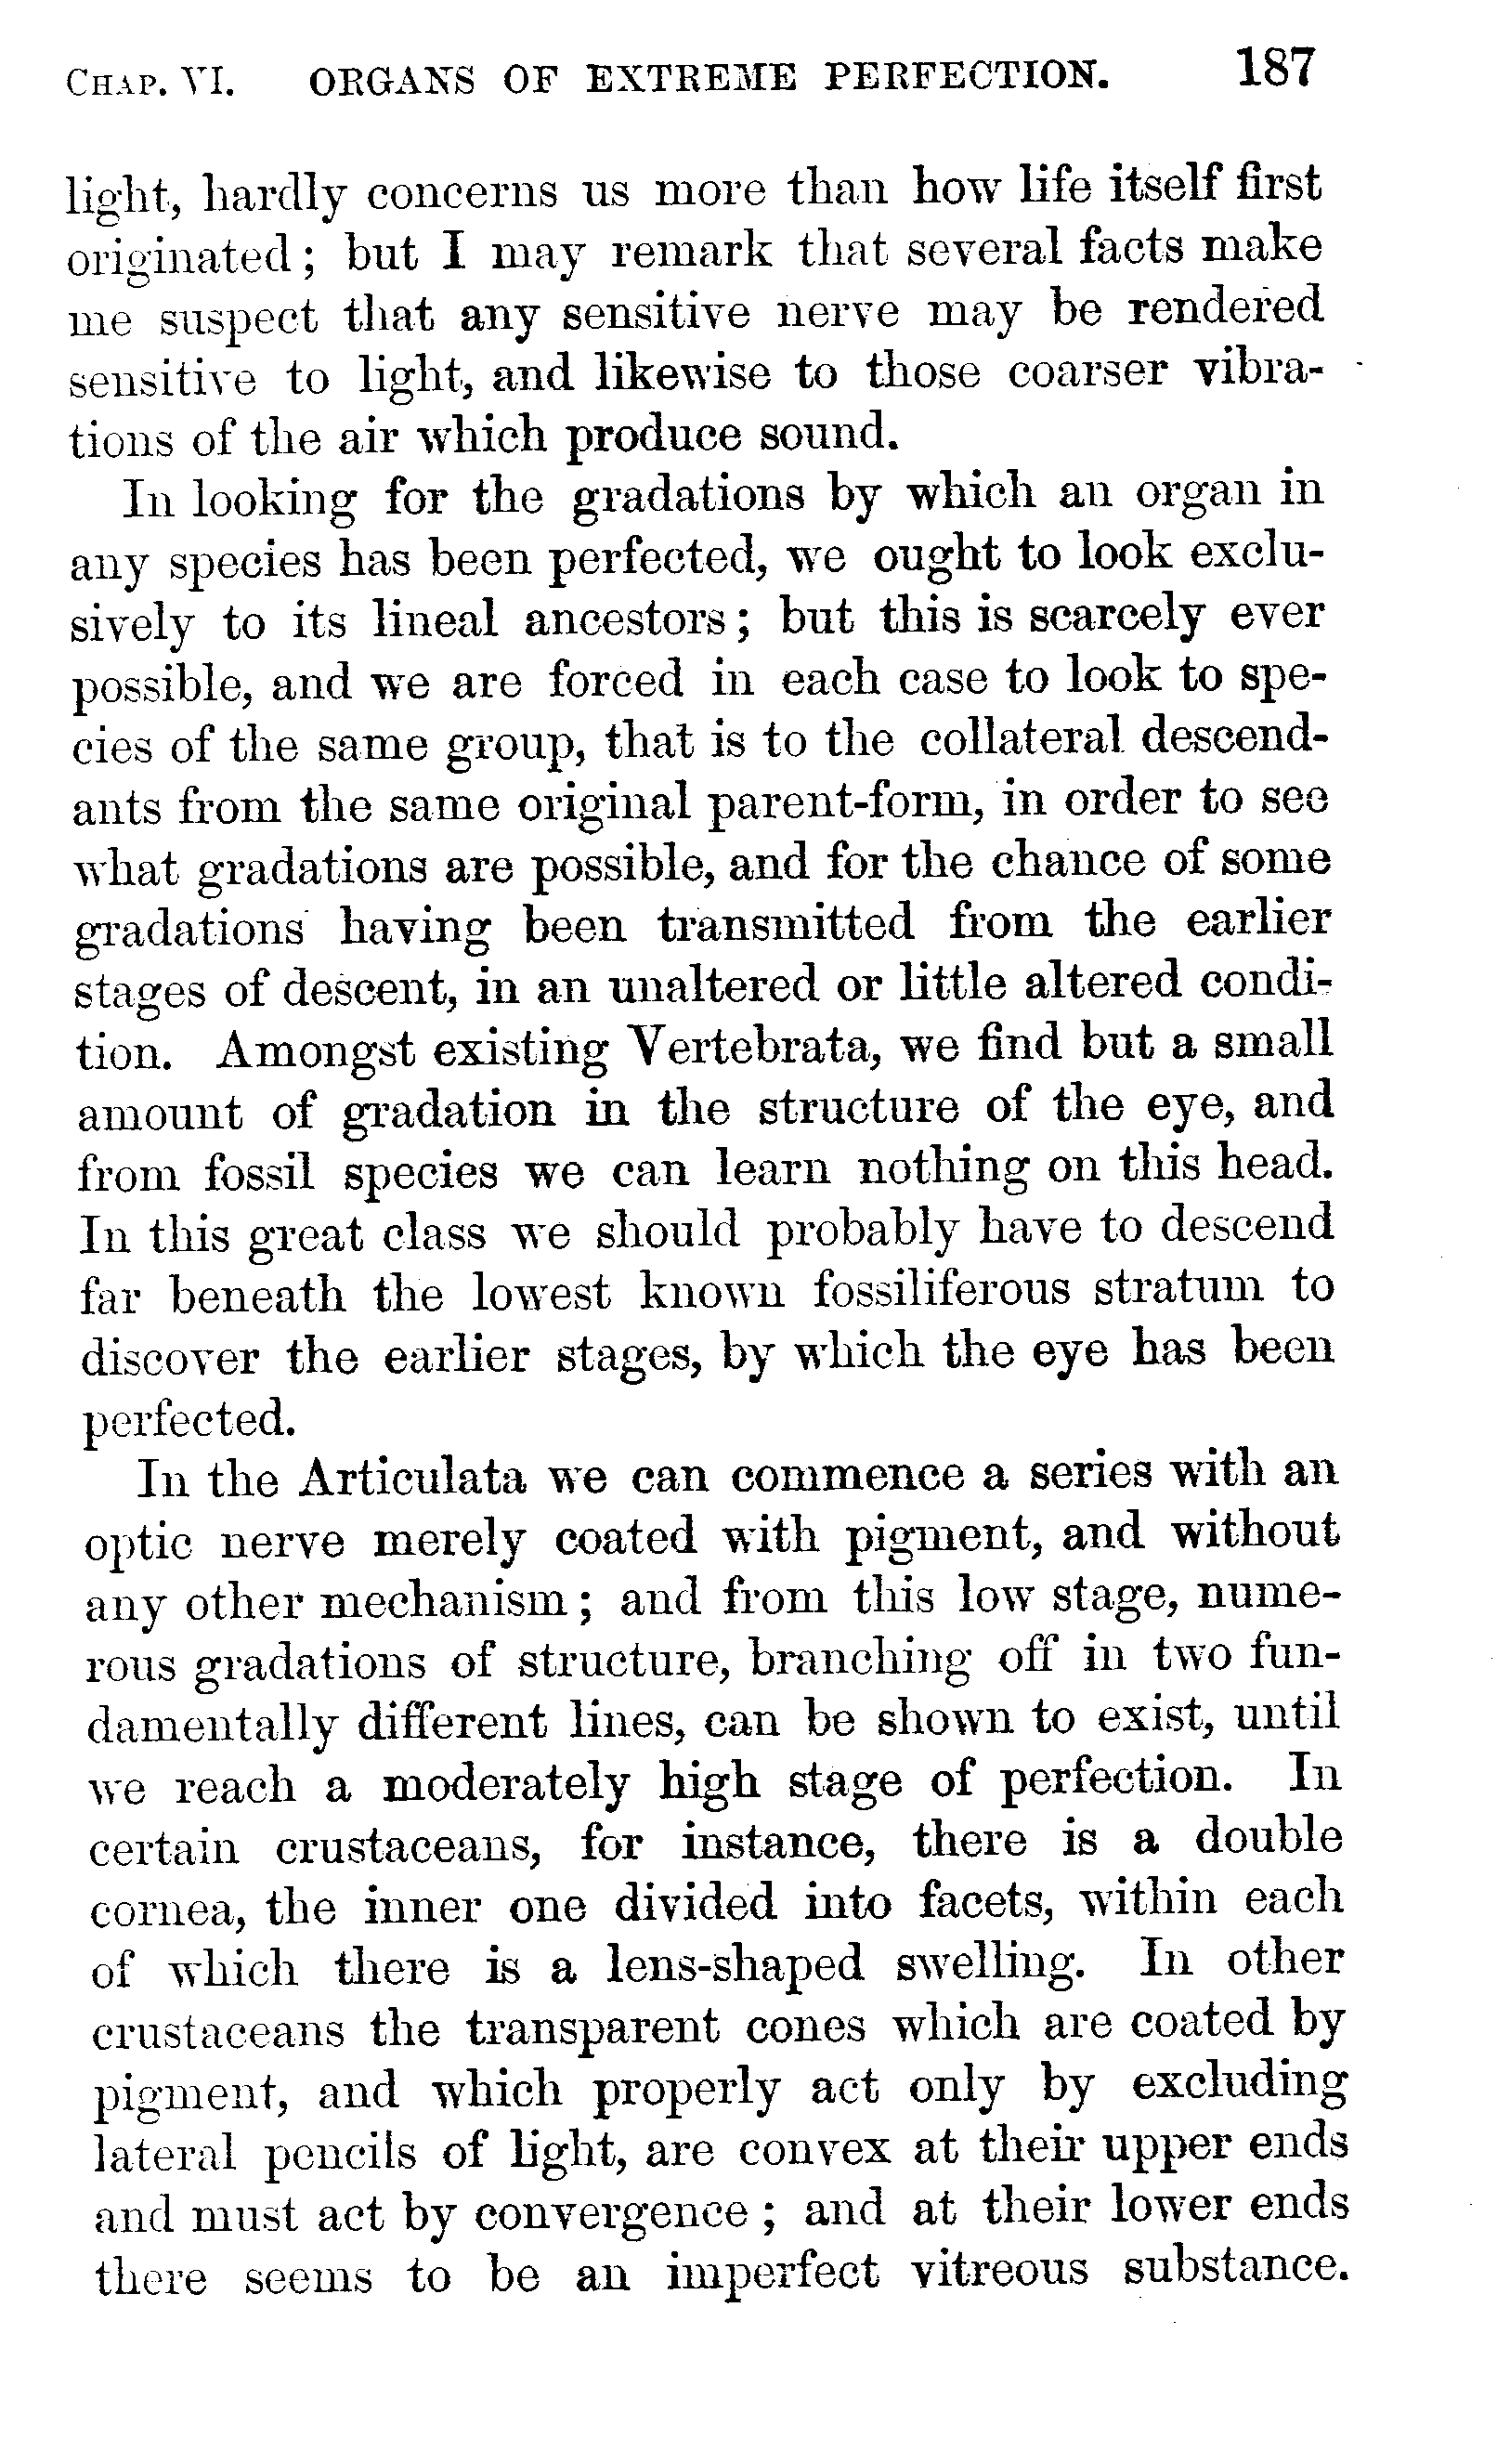 CHAP. VI. ORGANS OF EXTREME PERFECTION. 187
light, hardly concerns us more than how life itself first
originated; but I may remark that several facts make
me suspect that any sensitive nerve may be rendered
sensitive to light, and likewise to those coarser vibra-
tions of the air which produce sound.
In looking for the gradations by which an organ in
any species has been perfected, we ought to look exclu-
sively to its lineal ancestors; but this is scarcely ever
possible, and we are forced in each case to look to spe-
cies of the same group, that is to the collateral descend-
ants from the same original parent-form, in order to see
what gradations are possible, and for the chance of some
gradations having been transmitted from the earlier
stages of descent, in an unaltered or little altered condi-
tion. Amongst existing Vertebrata, we find but a small
amount of gradation in the structure of the eye, and
from fossil species we can learn nothing on this head.
In this great class we should probably have to descend
far beneath the lowest known fossiliferous stratum to
discover the earlier stages, by which the eye has been
perfected.
In the Articulata we can commence a series with an
optic nerve merely coated with pigment, and without
any other mechanism; and from this low stage, nume-
rous gradations of structure, branching off in two fun-
damentally different lines, can be shown to exist, until
we reach a moderately high stage of perfection. In
certain crustaceans, for instance, there is a double
cornea, the inner one divided into facets, within each
of which there is a lens-shaped swelling. In other
crustaceans the transparent cones which are coated by
pigment, and which properly act only by excluding
lateral pencils of light, are convex at their upper ends
and must act by convergence; and at their lower ends
there seems to be an imperfect vitreous substance.